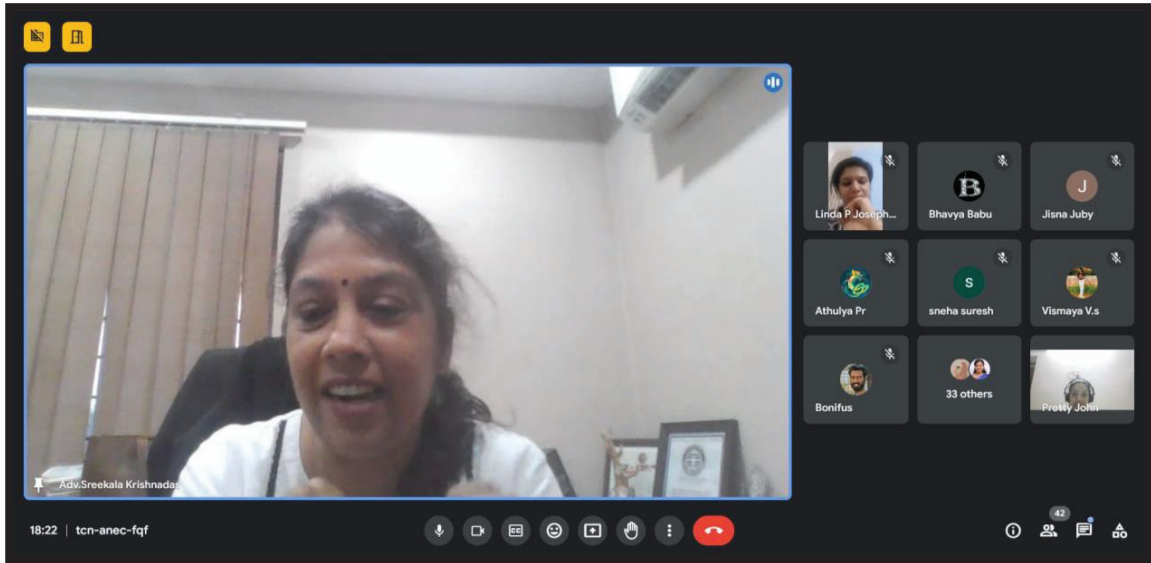 Adv.Sreekala Krishnadas
Linda P Joseph...
B
Bhavya Babu
J
Jisna Juby
Athulya Pr
s
sneha suresh
Vismaya V.s
Bonifus
33 others
Pretty John
18:22 | tcn-anec-fqf
CC
42